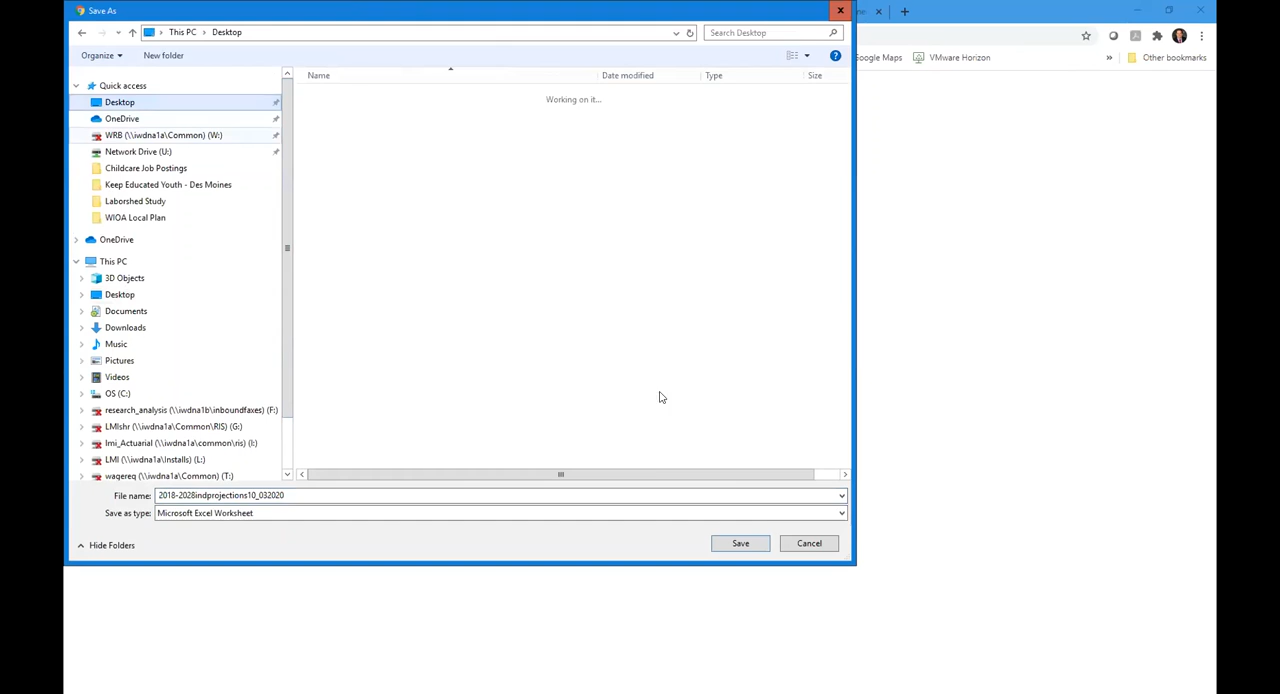 Save As
This PC > Desktop
Search Desktop
Organize
New folder
Name
Date modified
Type
Size
Working on it...
Quick access
Desktop
OneDrive
WRB (\\iwdna1a\Common) (W:)
Network Drive (U:)
Childcare Job Postings
Keep Educated Youth - Des Moines
Laborshed Study
WIOA Local Plan
OneDrive
This PC
3D Objects
Desktop
Documents
Downloads
Music
Pictures
Videos
OS (C:)
research_analysis (\\iwdna1b\inboundfaxes) (F:)
LMIshr (\\iwdna1a\Common\RIS) (G:)
lmi_Actuarial (\\iwdna1a\common\ris) (I:)
LMI (\\iwdna1a\Installs) (L:)
wagereq (\\iwdna1a\Common) (T:)
File name: 2018-2028indprojections10_032020
Save as type: Microsoft Excel Worksheet
Hide Folders
Save
Cancel
Google Maps
VMware Horizon
»
Other bookmarks